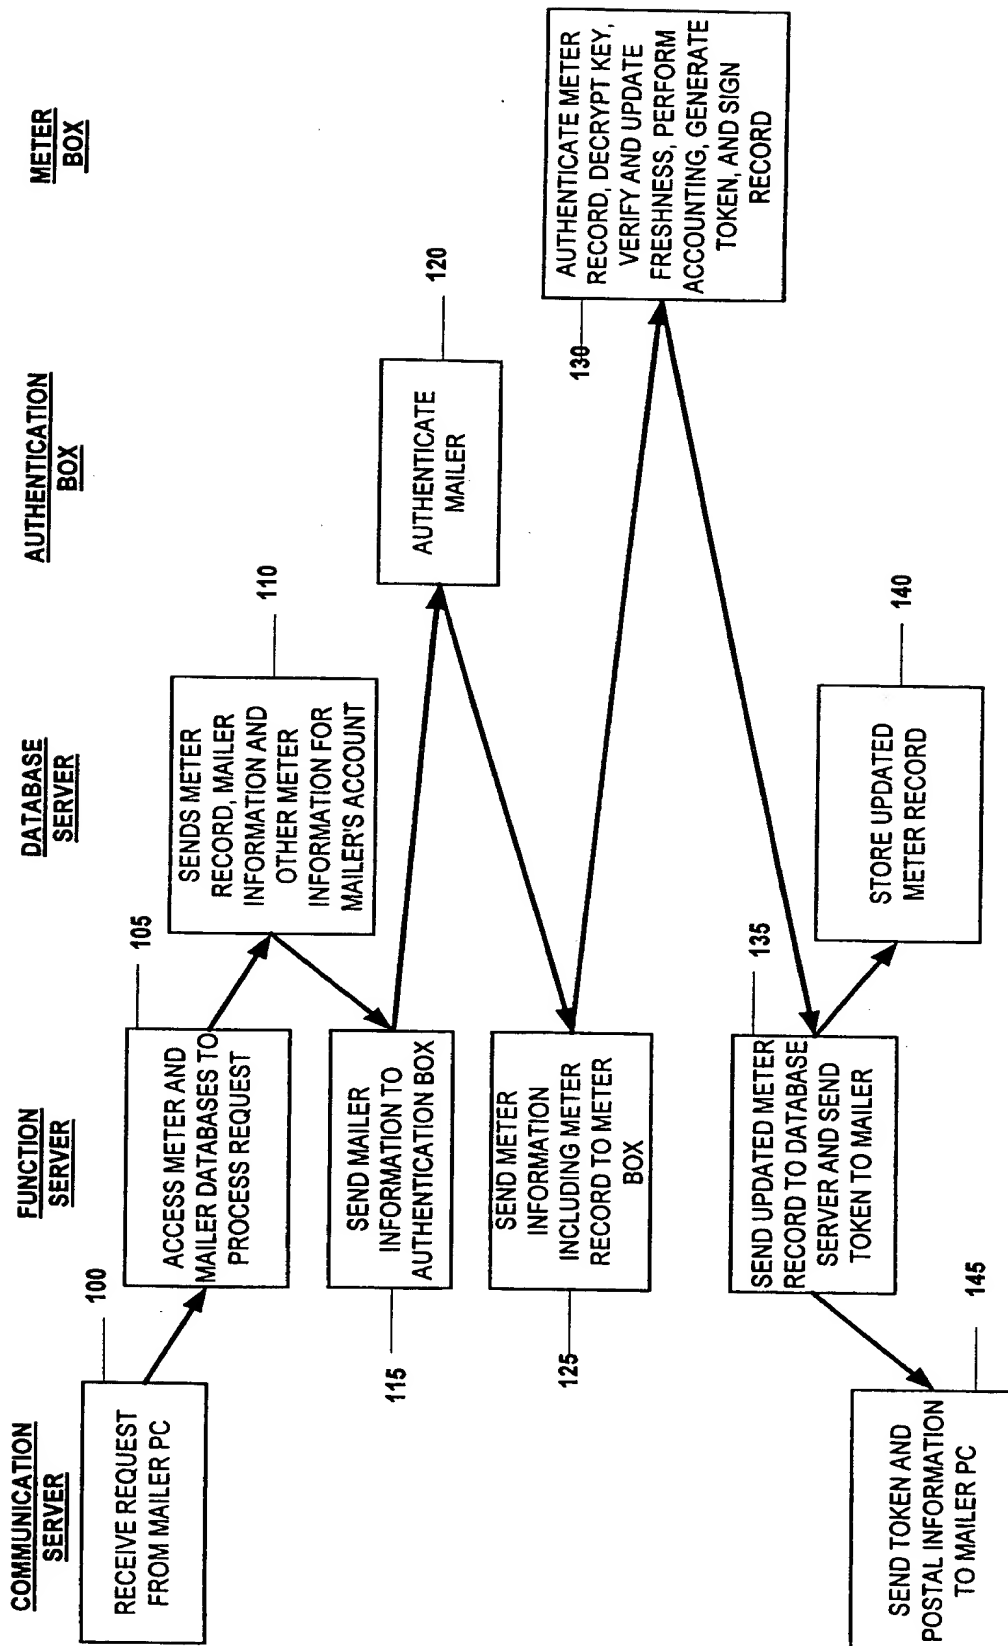 COMMUNICATION
SERVER
FUNCTION
SERVER
DATABASE
SERVER
AUTHENTICATION
BOX
METER
BOX
100
RECEIVE REQUEST
FROM MAILER PC
105
ACCESS METER AND
MAILER DATABASES TO
PROCESS REQUEST
110
SENDS METER
RECORD, MAILER
INFORMATION AND
OTHER METER
INFORMATION FOR
MAILER'S ACCOUNT
115
SEND MAILER
INFORMATION TO
AUTHENTICATION BOX
120
AUTHENTICATE
MAILER
125
SEND METER
INFORMATION
INCLUDING METER
RECORD TO METER
BOX
130
AUTHENTICATE METER
RECORD, DECRYPT KEY,
VERIFY AND UPDATE
FRESHNESS, PERFORM
ACCOUNTING, GENERATE
TOKEN, AND SIGN
RECORD
135
SEND UPDATED METER
RECORD TO DATABASE
SERVER AND SEND
TOKEN TO MAILER
140
STORE UPDATED
METER RECORD
145
SEND TOKEN AND
POSTAL INFORMATION
TO MAILER PC